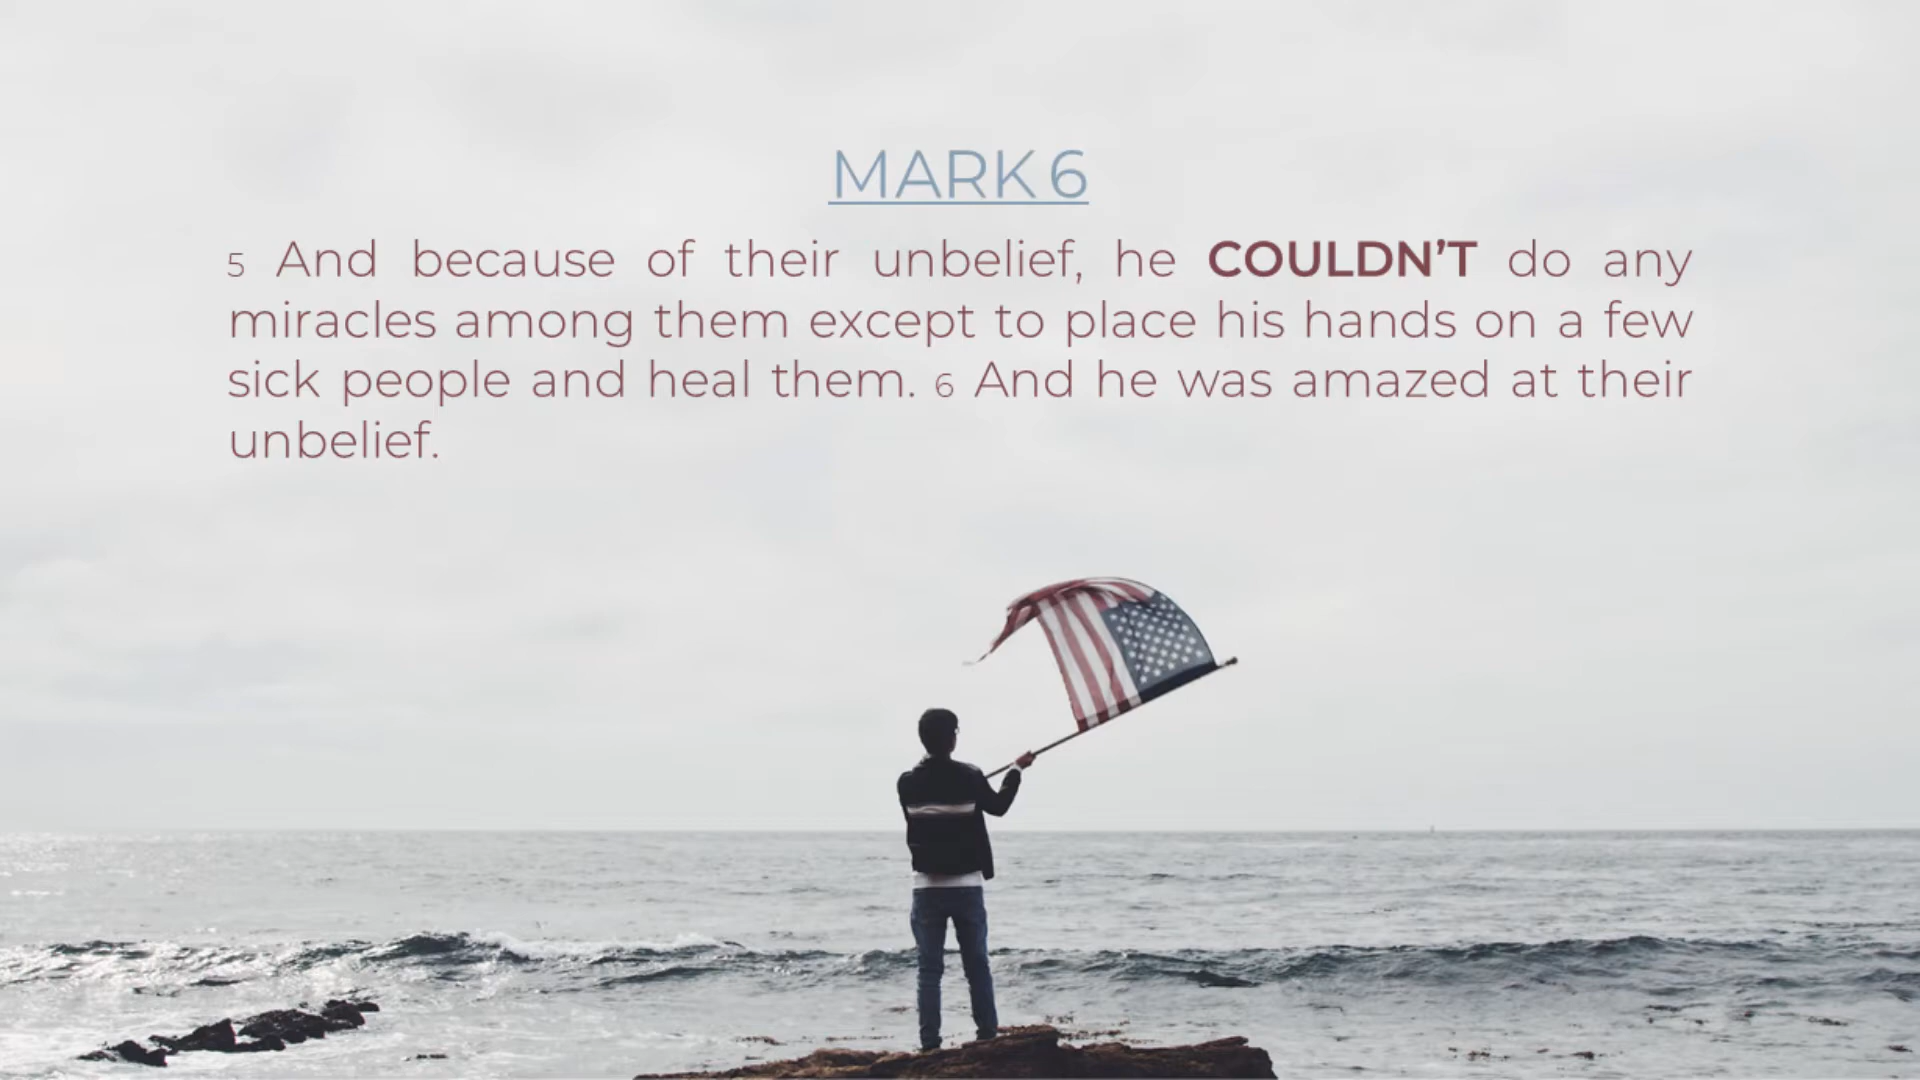 MARK 6
5 And because of their unbelief, he COULDN’T do any
miracles among them except to place his hands on a few
sick people and heal them. 6 And he was amazed at their
unbelief.